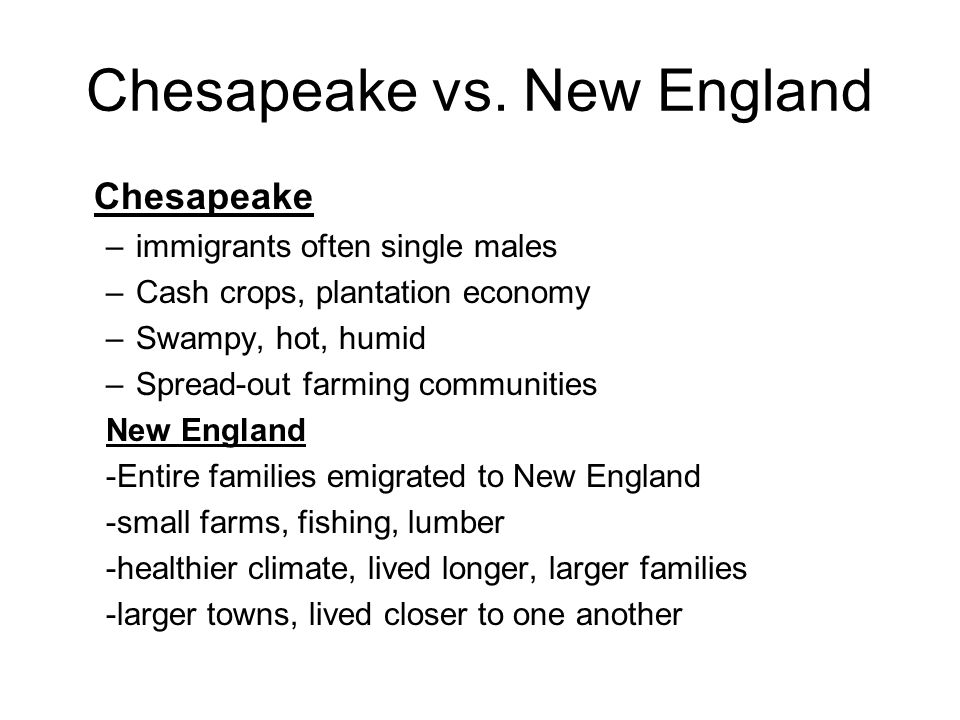 Chesapeake vs. New England
Chesapeake
– immigrants often single males
– Cash crops, plantation economy
– Swampy, hot, humid
– Spread-out farming communities
New England
-Entire families emigrated to New England
-small farms, fishing, lumber
-healthier climate, lived longer, larger families
-larger towns, lived closer to one another